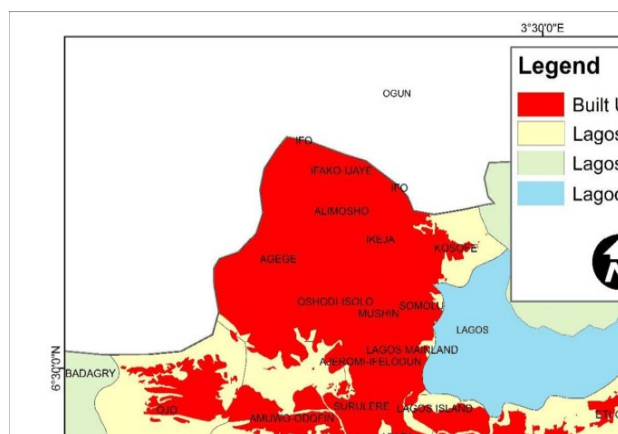 3°30'0"E
Legend
Built
Lagos
Lagos
OGUN
IFO
IFAKO IJAYE
IFO
ALIMOSHO
IKEJA
KOSOFE
AGEGE
N
OSHODI ISOLO
SOMOLU
MUSHIN
LAGOS
LAGOS MAINLAND
AJEROMI-IFELODUN
6°30'0"N
BADAGRY
OJO
SURULERE
LAGOS ISLAND
AMUWO-ODOFIN